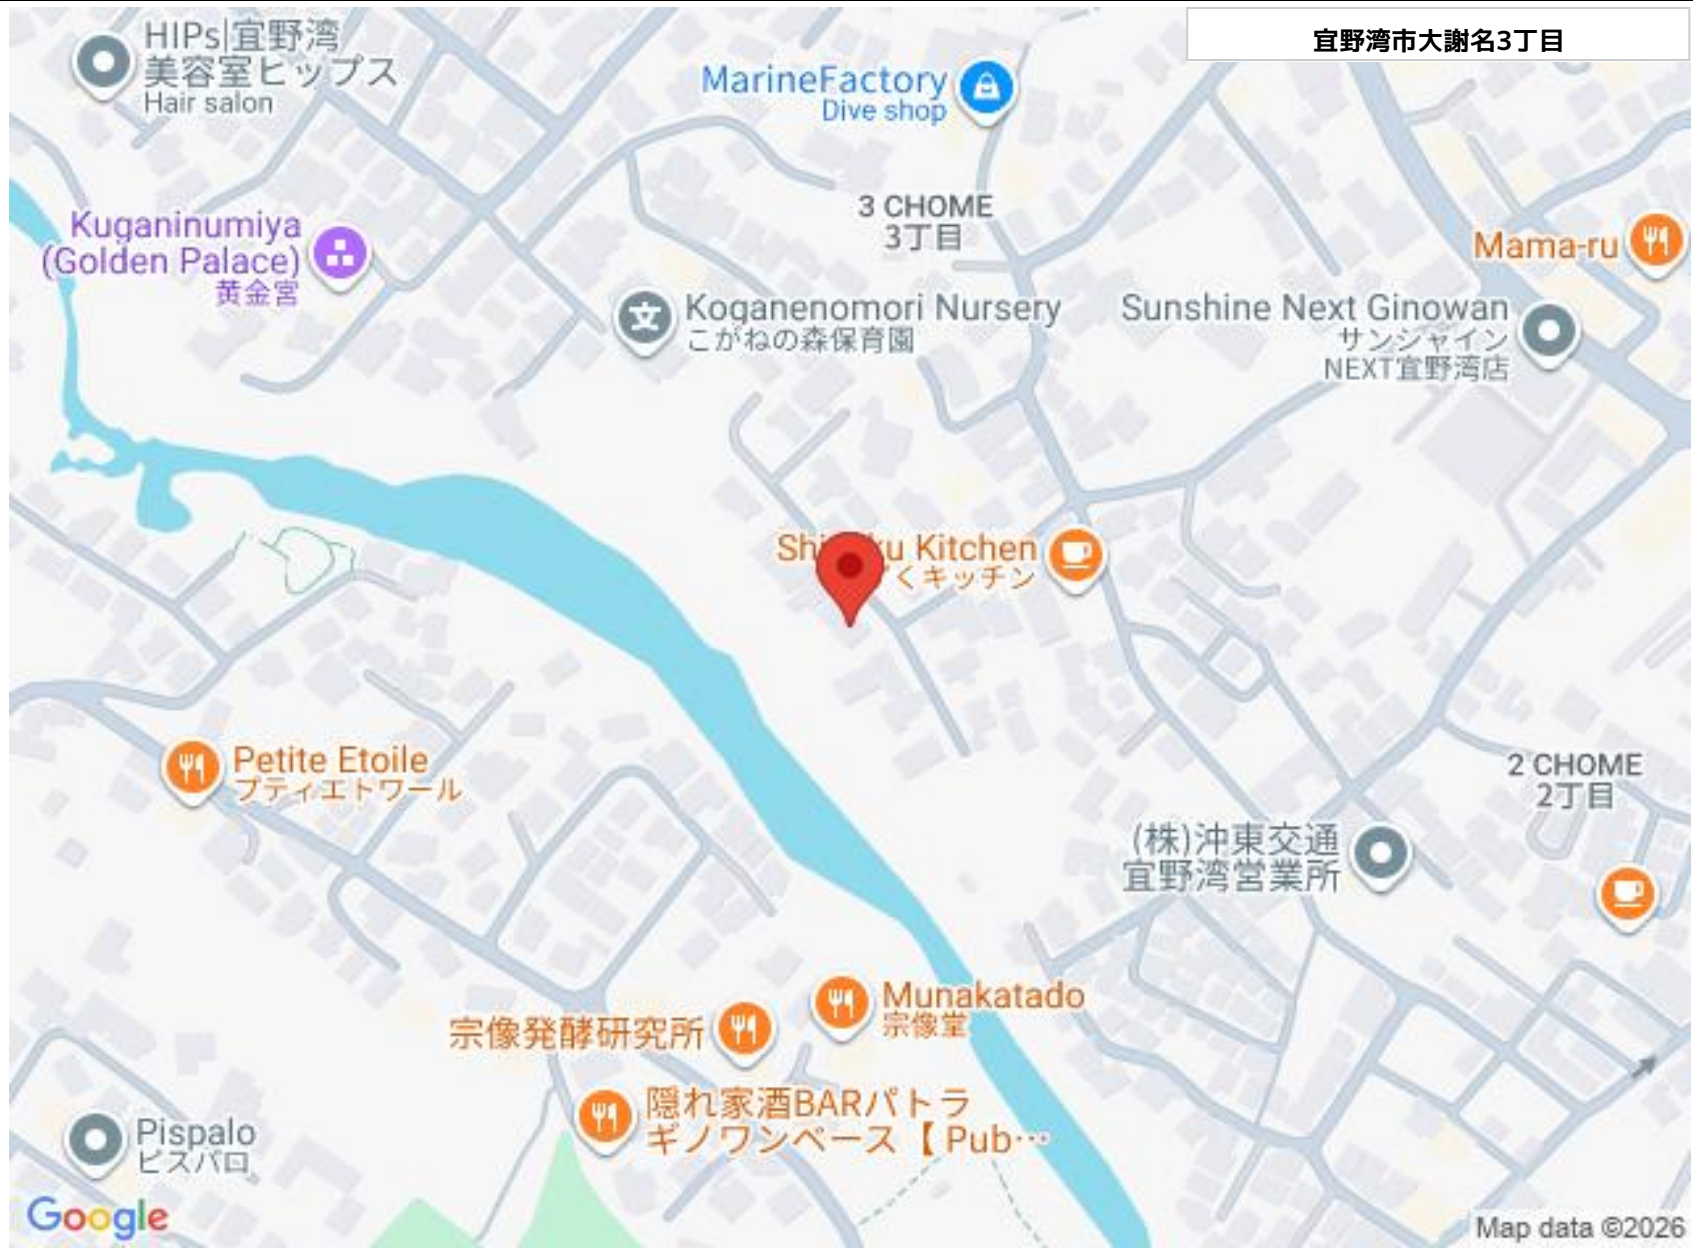 宜野湾市大謝名3丁目
HIPs|宜野湾
美容室ヒップス
Hair salon
MarineFactory
Dive shop
3 CHOME
3丁目
Kuganinumiya
(Golden Palace)
黄金宮
Mama-ru
Koganenomori Nursery
こがねの森保育園
Sunshine Next Ginowan
サンシャイン
NEXT宜野湾店
Kitchen
くキッチン
Petite Etoile
プティエトワール
2 CHOME
2丁目
(株)沖東交通
宜野湾営業所
Munakatado
宗像堂
宗像発酵研究所
隠れ家酒BARパトラ
ギノワンベース【 Pub…
Pispalo
ピスパロ
Google
Map data ©2026